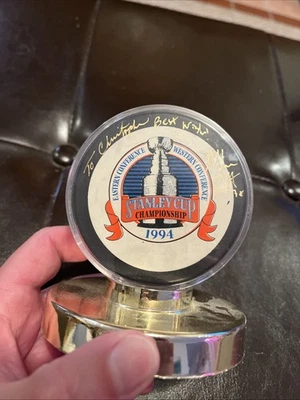 To Christopher Best Wishes
EASTERN CONFERENCE WESTERN CONFERENCE
STANLEY CUP
CHAMPIONSHIP
1994